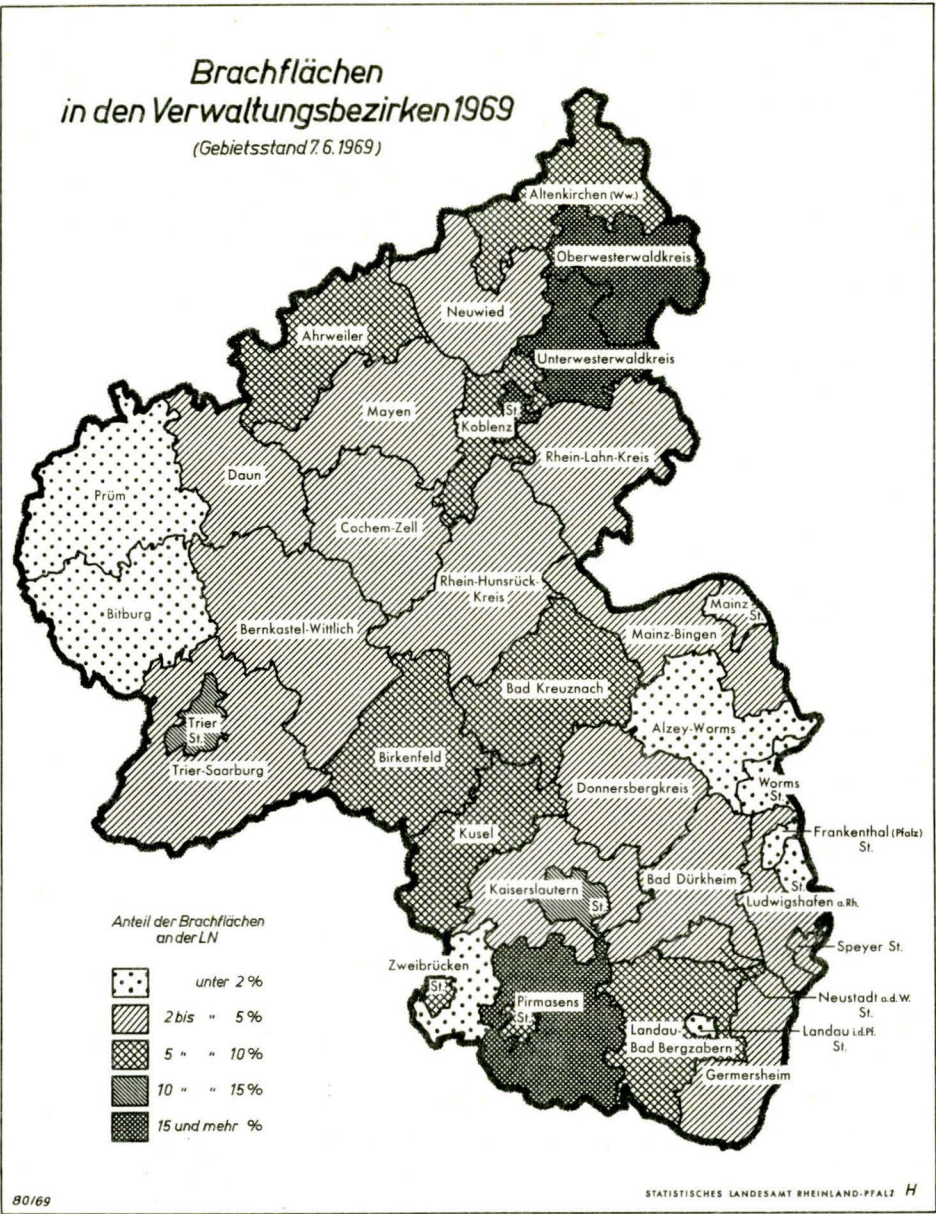 Brachflächen
in den Verwaltungsbezirken 1969
(Gebietsstand 7.6.1969)
Altenkirchen (Ww.)
Oberwesterwaldkreis
Neuwied
Ahrweiler
Unterwesterwaldkreis
Mayen
St.
Koblenz
Rhein-Lahn-Kreis
Daun
Prüm
Cochem-Zell
Rhein-Hunsrück-
Kreis
Bitburg
Mainz
St.
Bernkastel-Wittlich
Mainz-Bingen
Bad Kreuznach
Trier
St.
Alzey-Worms
Birkenfeld
Trier-Saarburg
Donnersbergkreis
Worms
St.
Kusel
Frankenthal (Pfalz)
St.
Bad Dürkheim
Kaiserslautern
St.
St.
Ludwigshafen a.Rh.
Speyer St.
Zweibrücken
St.
Pirmasens
St.
Neustadt a.d.W.
St.
Landau-
Bad Bergzabern
Landau i.d.Pf.
St.
Germersheim
Anteil der Brachflächen
an der LN
unter 2 %
2 bis " 5 %
5 " " 10 %
10 " " 15 %
15 und mehr %
80/69
STATISTISCHES LANDESAMT RHEINLAND-PFALZ H